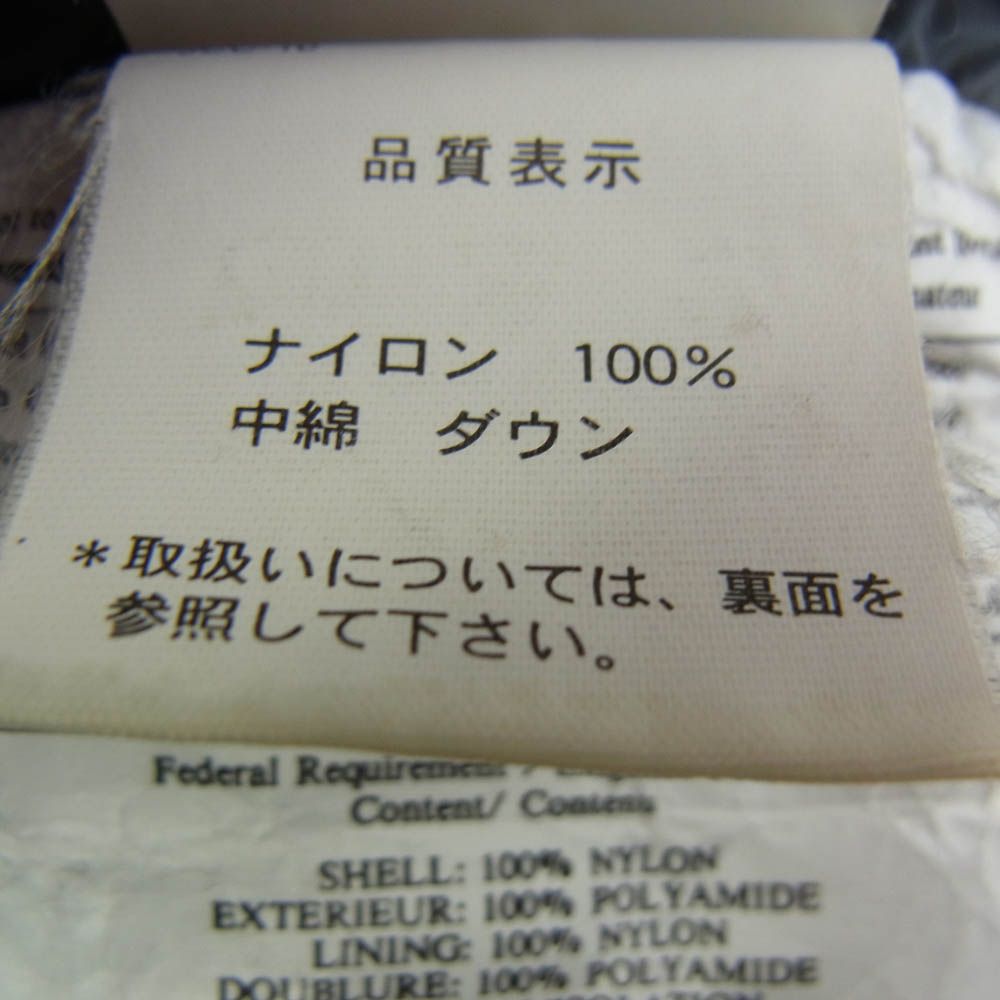 品質表示
ナイロン 100%
中綿 ダウン
*取扱いについては、裏面を
参照して下さい。
Federal Requirement /
Content/ Contenu
SHELL: 100% NYLON
EXTERIEUR: 100% POLYAMIDE
LINING: 100% NYLON
DOUBLURE: 100% POLYAMIDE